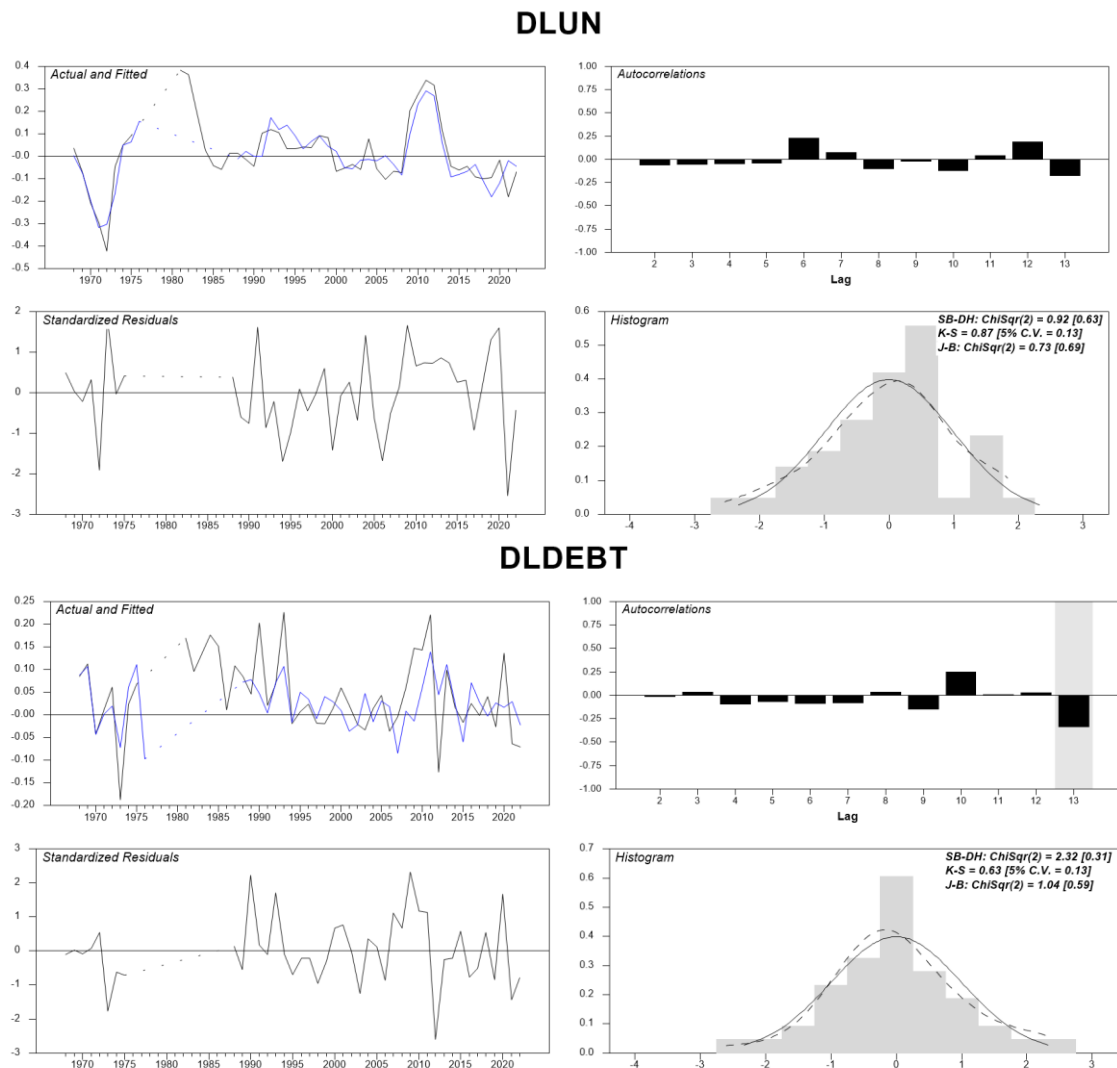 DLUN
Actual and Fitted
0.4
0.3
0.2
0.1
-0.0
-0.1
-0.2
-0.3
-0.4
-0.5
1970 1975 1980 1985 1990 1995 2000 2005 2010 2015 2020
Autocorrelations
1.00
0.75
0.50
0.25
0.00
-0.25
-0.50
-0.75
-1.00
2 3 4 5 6 7 8 9 10 11 12 13
Lag
Standardized Residuals
2
1
0
-1
-2
-3
1970 1975 1980 1985 1990 1995 2000 2005 2010 2015 2020
Histogram
SB-DH: ChiSqr(2) = 0.92 [0.63]
K-S = 0.87 [5% C.V. = 0.13]
J-B: ChiSqr(2) = 0.73 [0.69]
0.6
0.5
0.4
0.3
0.2
0.1
0.0
-4 -3 -2 -1 0 1 2 3
DLDEBT
Actual and Fitted
0.25
0.20
0.15
0.10
0.05
-0.00
-0.05
-0.10
-0.15
-0.20
1970 1975 1980 1985 1990 1995 2000 2005 2010 2015 2020
Autocorrelations
1.00
0.75
0.50
0.25
0.00
-0.25
-0.50
-0.75
-1.00
2 3 4 5 6 7 8 9 10 11 12 13
Lag
Standardized Residuals
3
2
1
0
-1
-2
-3
1970 1975 1980 1985 1990 1995 2000 2005 2010 2015 2020
Histogram
SB-DH: ChiSqr(2) = 2.32 [0.31]
K-S = 0.63 [5% C.V. = 0.13]
J-B: ChiSqr(2) = 1.04 [0.59]
0.7
0.6
0.5
0.4
0.3
0.2
0.1
0.0
-4 -3 -2 -1 0 1 2 3